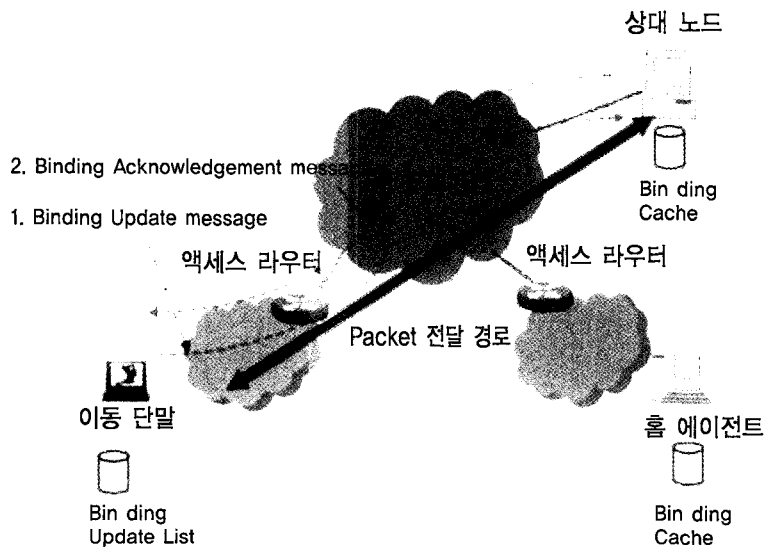 상대 노드
2. Binding Acknowledgement messa
Bin ding
Cache
1. Binding Update message
액세스 라우터
액세스 라우터
Packet 전달 경로
이동 단말
홈 에이전트
Bin ding
Update List
Bin ding
Cache